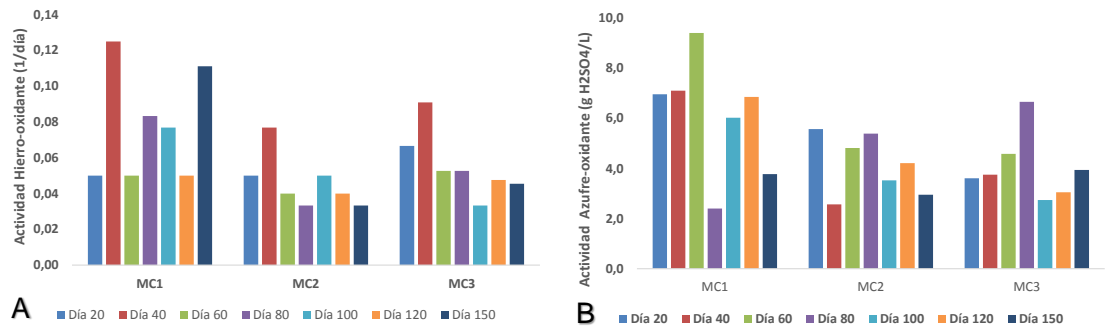 Actividad Hierro-oxidante (1/día)
0,14
0,12
0,10
0,08
0,06
0,04
0,02
0,00
MC1 MC2 MC3
A
Día 20 Día 40 Día 60 Día 80 Día 100 Día 120 Día 150
Actividad Azufre-oxidante (g H2SO4/L)
10,0
8,0
6,0
4,0
2,0
0,0
MC1 MC2 MC3
B
Día 20 Día 40 Día 60 Día 80 Día 100 Día 120 Día 150